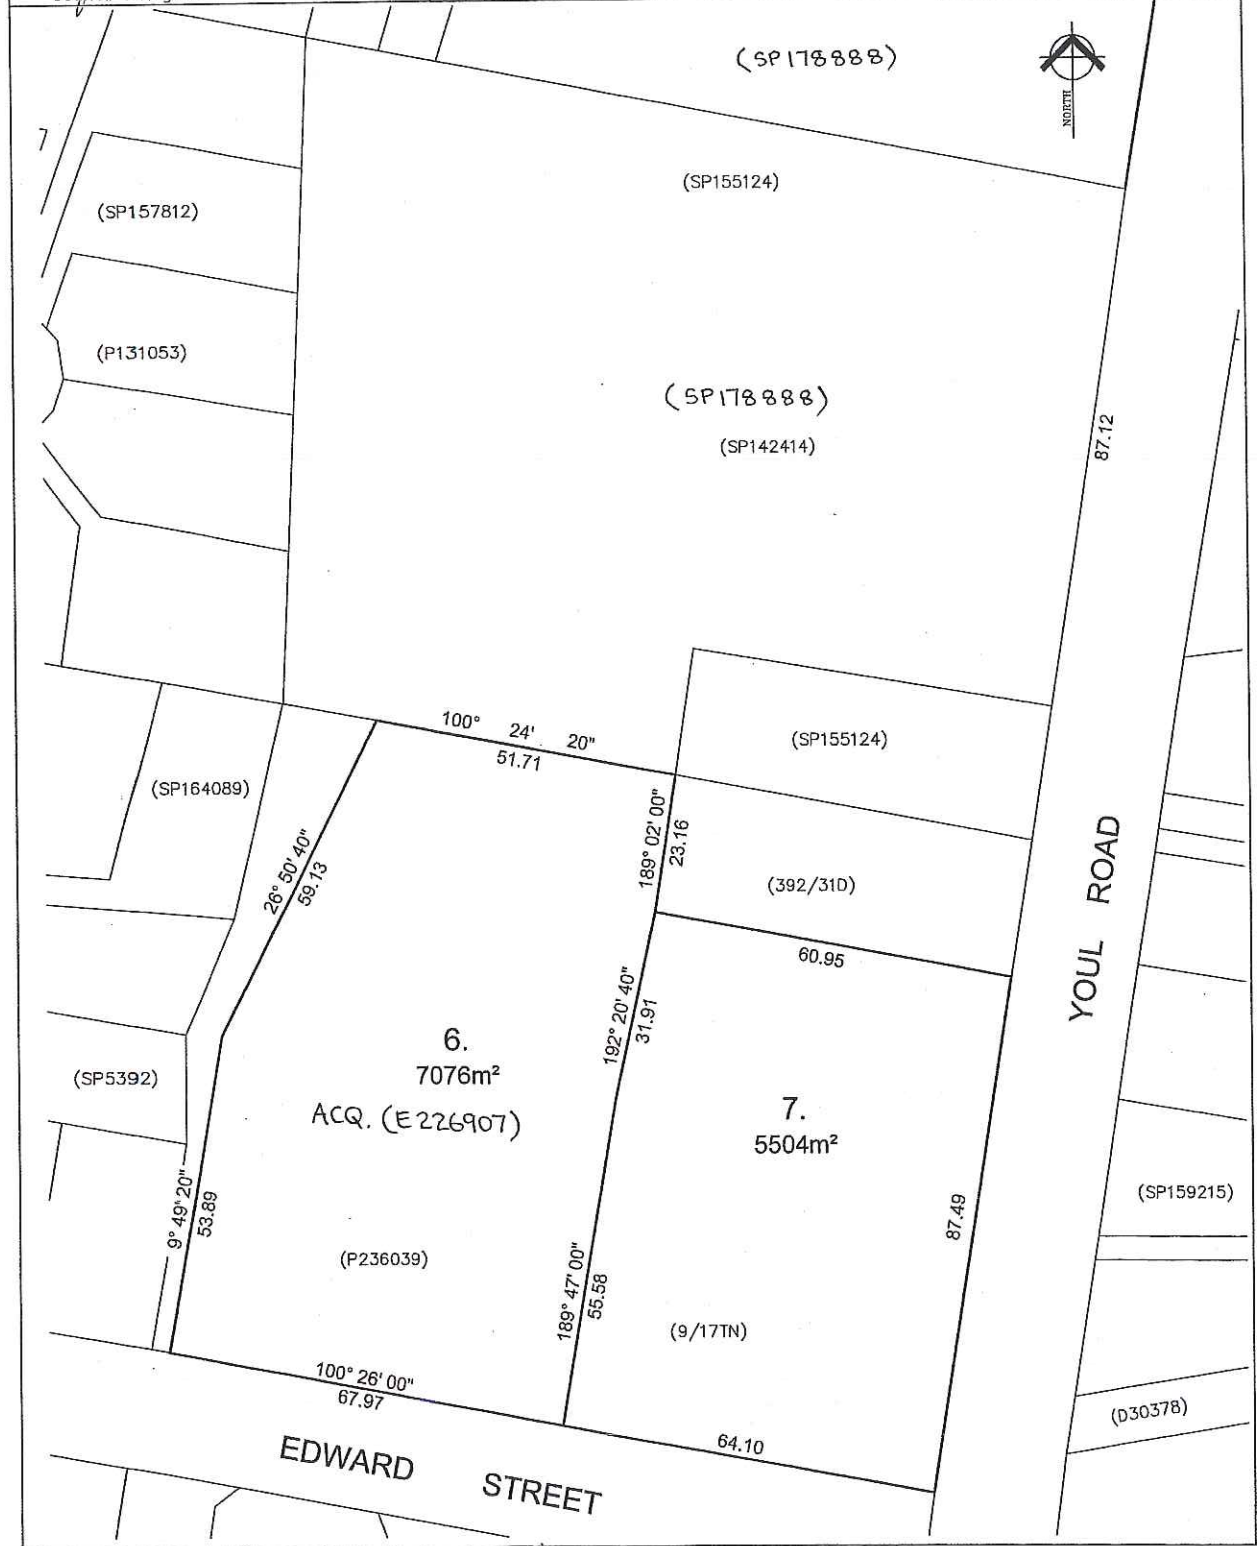 (SP178888)
NORTH
(SP155124)
(SP157812)
(P131053)
(SP178888)
(SP142414)
87.12
100° 24' 20"
51.71
(SP155124)
(SP164089)
189° 02' 00"
23.16
26° 50' 40"
59.13
(392/31D)
YOUL ROAD
60.95
192° 20' 40"
31.91
6.
7076m²
ACQ. (E226907)
(SP5392)
7.
5504m²
(SP159215)
9° 49' 20"
53.89
87.49
(P236039)
189° 47' 00"
55.58
(9/17TN)
100° 26' 00"
67.97
(D30378)
64.10
EDWARD STREET